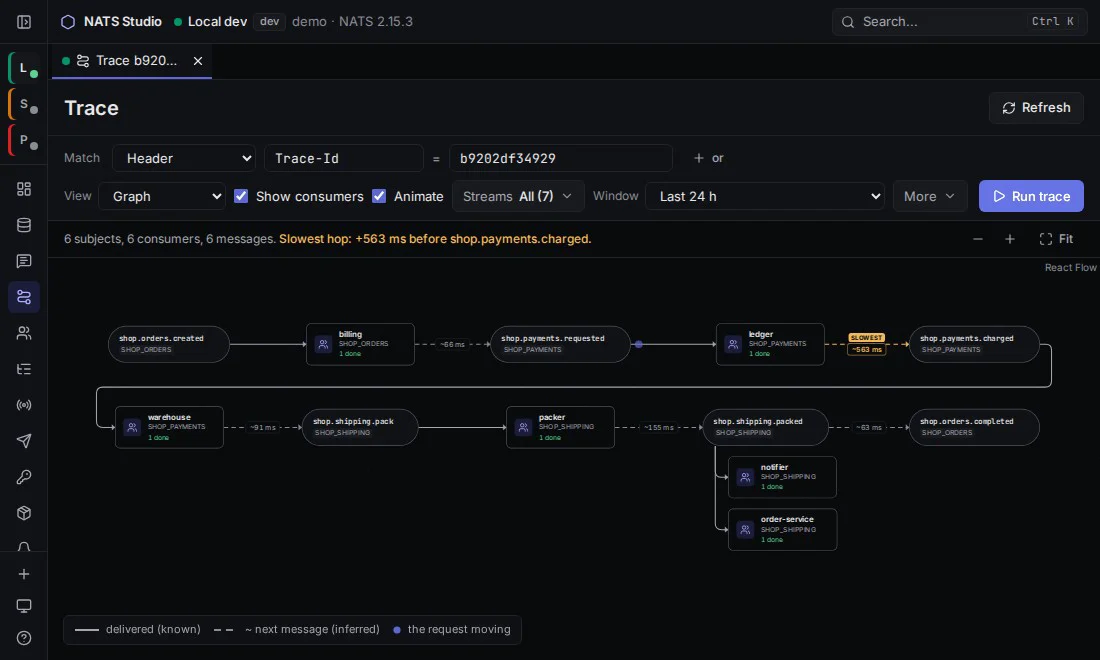 NATS Studio Local dev dev demo · NATS 2.15.3 Search... Ctrl K
L
S
P
Trace b920...
Trace
Refresh
Match Header Trace-Id = b9202df34929 + or
View Graph Show consumers Animate Streams All (7) Window Last 24 h More Run trace
6 subjects, 6 consumers, 6 messages. Slowest hop: +563 ms before shop.payments.charged.
Fit
React Flow
shop.orders.created
SHOP_ORDERS
billing
SHOP_ORDERS
1 done
~66 ms
shop.payments.requested
SHOP_PAYMENTS
ledger
SHOP_PAYMENTS
1 done
SLOWEST
~563 ms
shop.payments.charged
SHOP_PAYMENTS
warehouse
SHOP_PAYMENTS
1 done
~91 ms
shop.shipping.pack
SHOP_SHIPPING
packer
SHOP_SHIPPING
1 done
~155 ms
shop.shipping.packed
SHOP_SHIPPING
~63 ms
shop.orders.completed
SHOP_ORDERS
notifier
SHOP_SHIPPING
1 done
order-service
SHOP_SHIPPING
1 done
delivered (known) ~ next message (inferred) the request moving